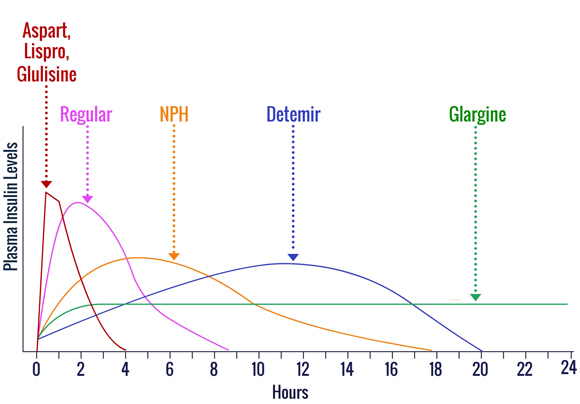 Aspart,
Lispro,
Glulisine
Regular
NPH
Detemir
Glargine
Plasma Insulin Levels
0 2 4 6 8 10 12 14 16 18 20 22 24
Hours